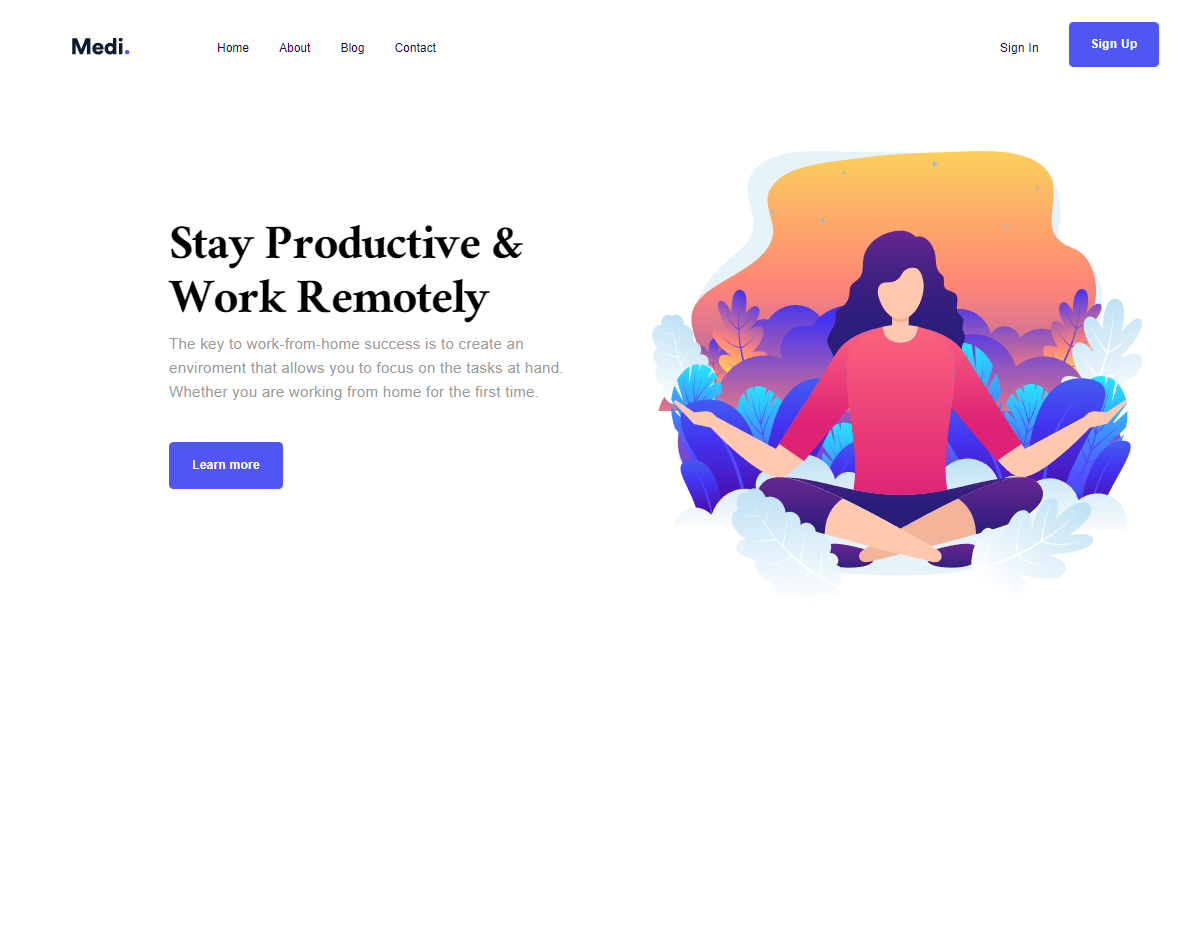 Medi.
Home About Blog Contact
Sign In
Sign Up
Stay Productive &
Work Remotely
The key to work-from-home success is to create an
enviroment that allows you to focus on the tasks at hand.
Whether you are working from home for the first time.
Learn more